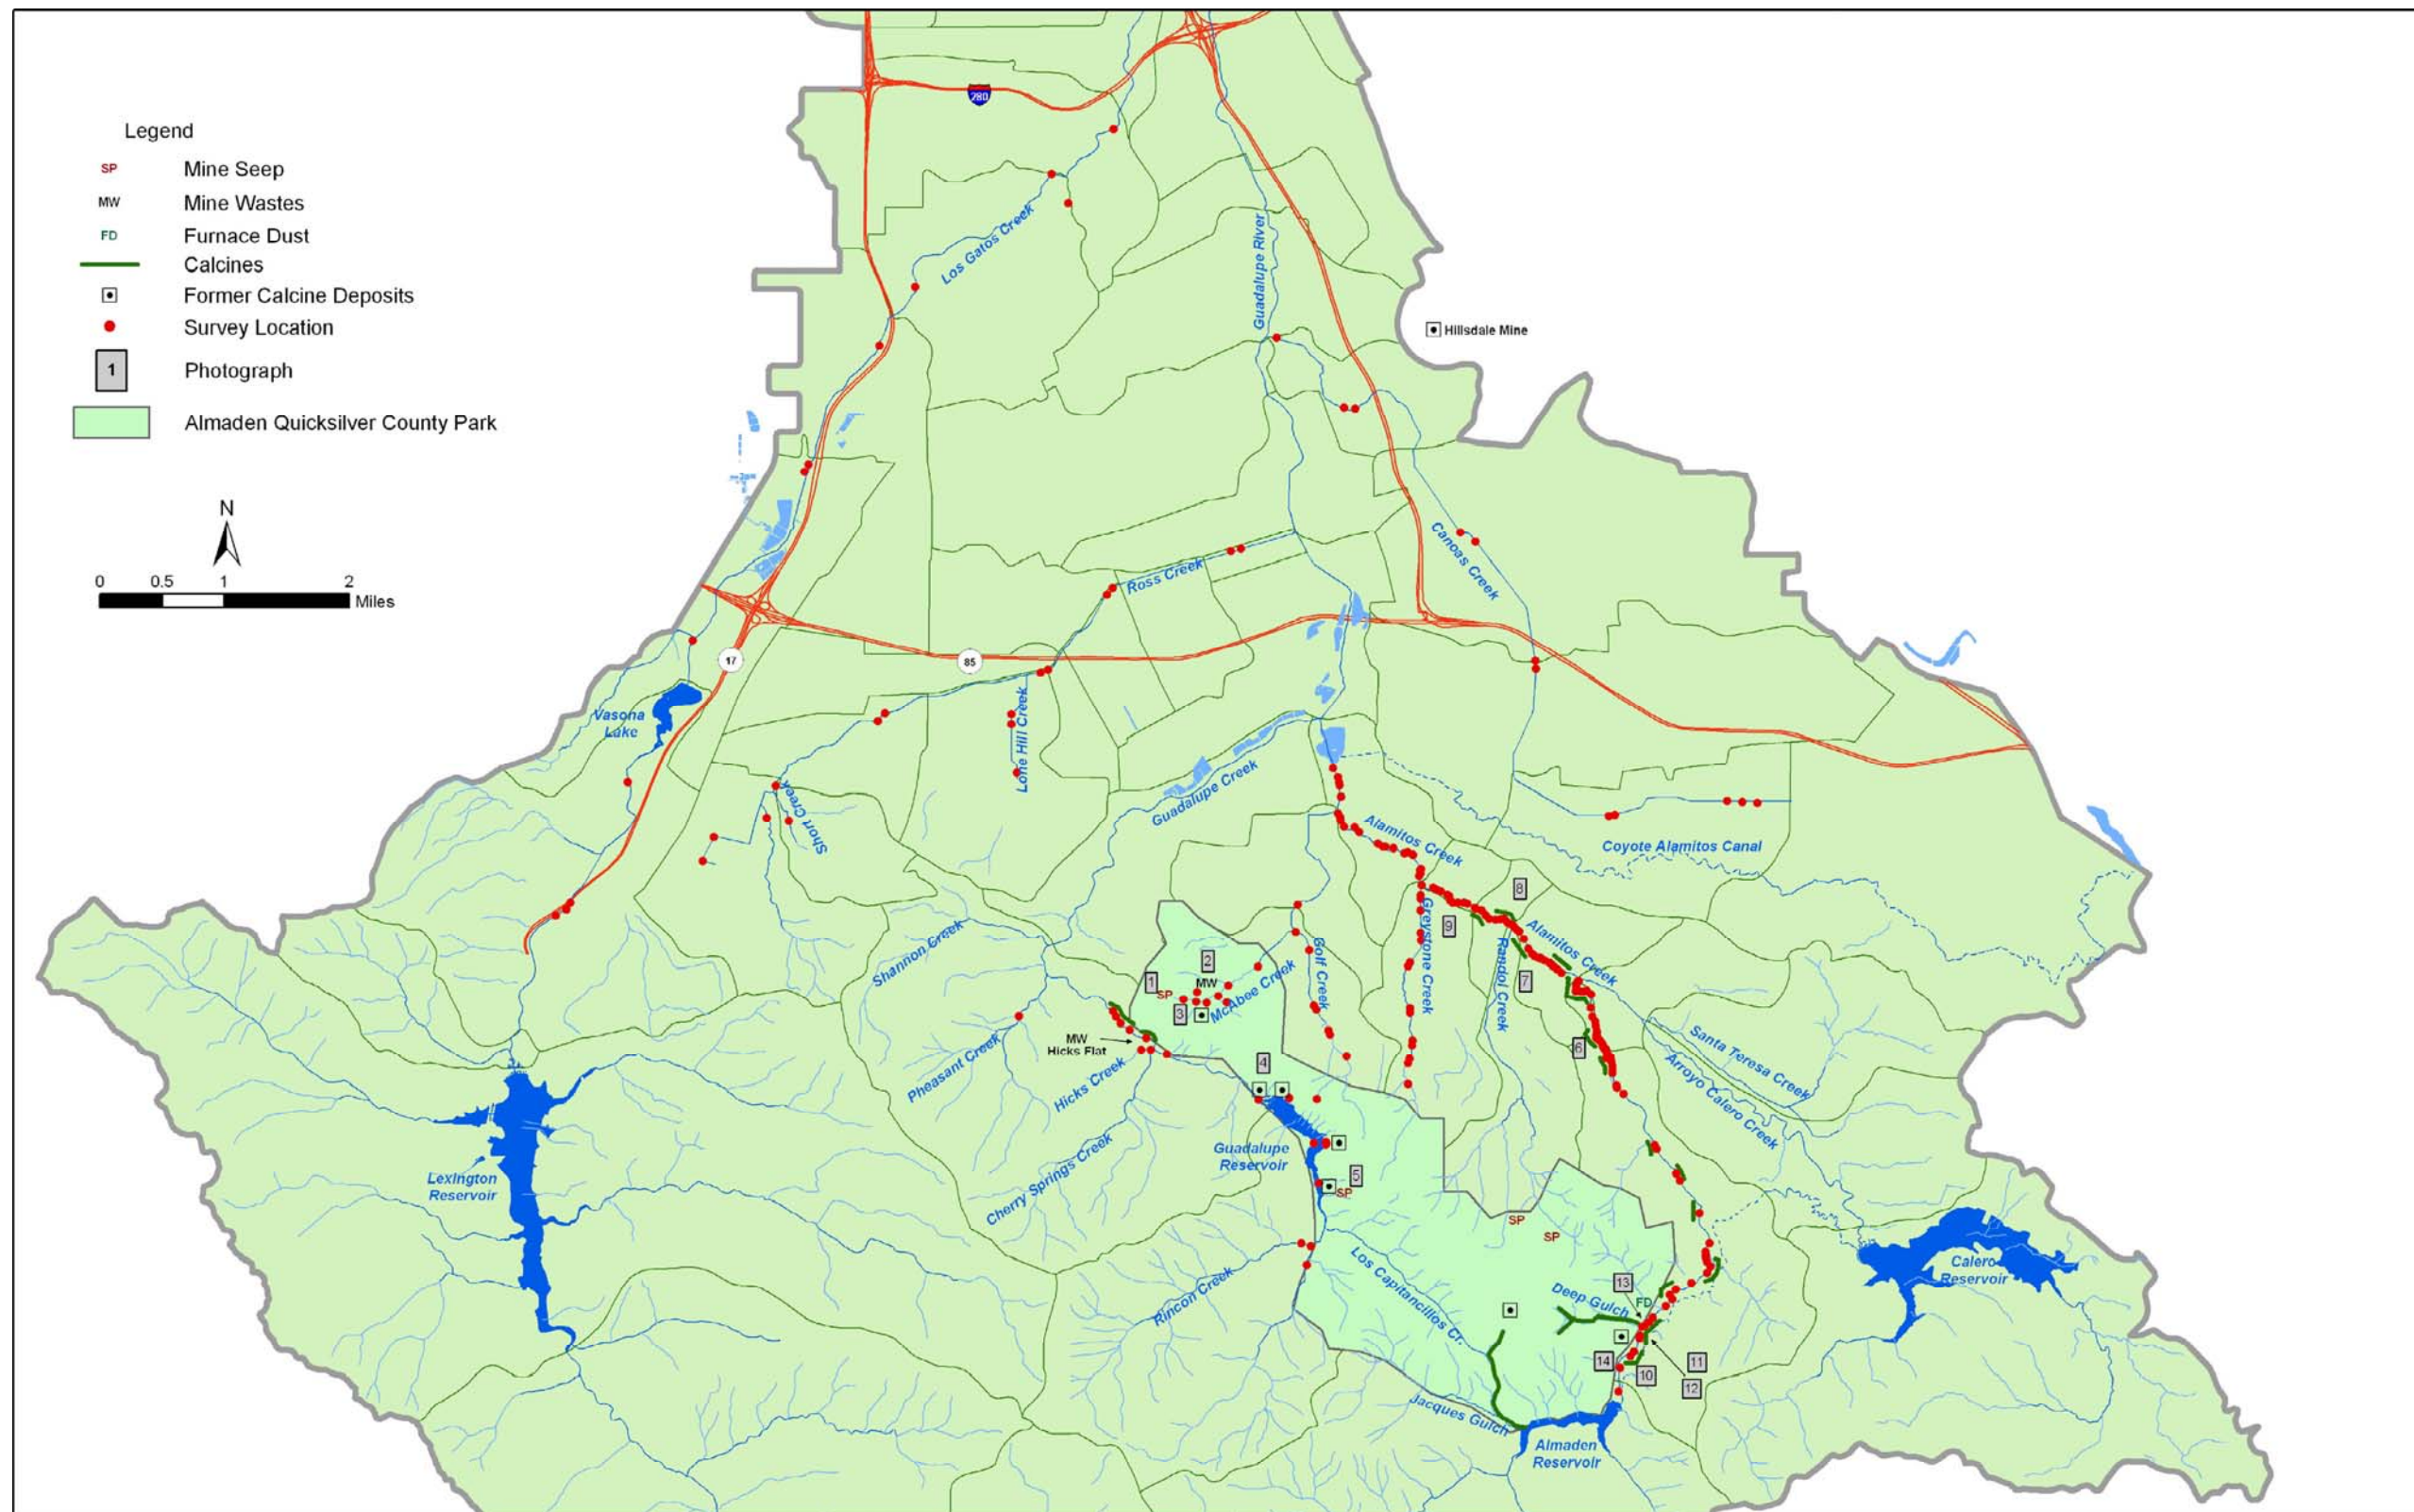 280
Legend
SP Mine Seep
MW Mine Wastes
FD Furnace Dust
Calcines
Former Calcine Deposits
Survey Location
1 Photograph
Almaden Quicksilver County Park
N
0 0.5 1 2
Miles
Los Gatos Creek
Guadalupe River
Hillsdale Mine
Canoas Creek
Ross Creek
17
85
Vasona
Lake
Lone Hill Creek
Short Creek
Guadalupe Creek
Alamitos Creek
Coyote Alamitos Canal
8
9
Greystone Creek
Randol Creek
Alamitos Creek
7
6
Shannon Creek
Golf Creek
2
1
SP
MW
3
McAbee Creek
MW
Hicks Flat
Pheasant Creek
Hicks Creek
4
Santa Teresa Creek
Arroyo Calero Creek
Cherry Springs Creek
Guadalupe
Reservoir
5
SP
Lexington
Reservoir
SP
SP
Calero
Reservoir
Rincon Creek
Los Capitancillos Cr.
Deep Gulch
13
FD
14
10
11
12
Jacques Gulch
Almaden
Reservoir